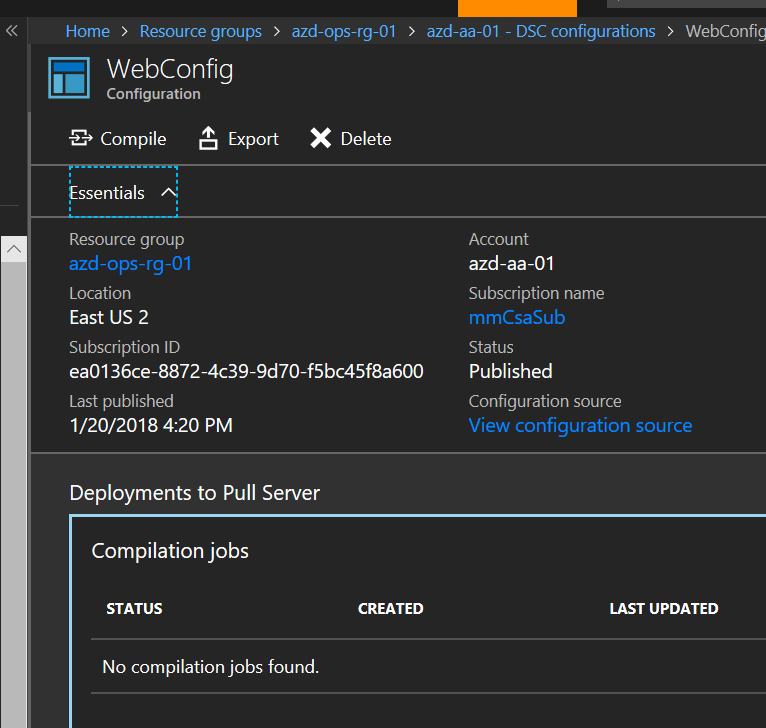 Home > Resource groups > azd-ops-rg-01 > azd-aa-01 - DSC configurations > WebConfig
WebConfig
Configuration
Compile Export Delete
Essentials
Resource group Account
azd-ops-rg-01 azd-aa-01
Location Subscription name
East US 2 mmCsaSub
Subscription ID Status
ea0136ce-8872-4c39-9d70-f5bc45f8a600 Published
Last published Configuration source
1/20/2018 4:20 PM View configuration source
Deployments to Pull Server
Compilation jobs
STATUS CREATED LAST UPDATED
No compilation jobs found.